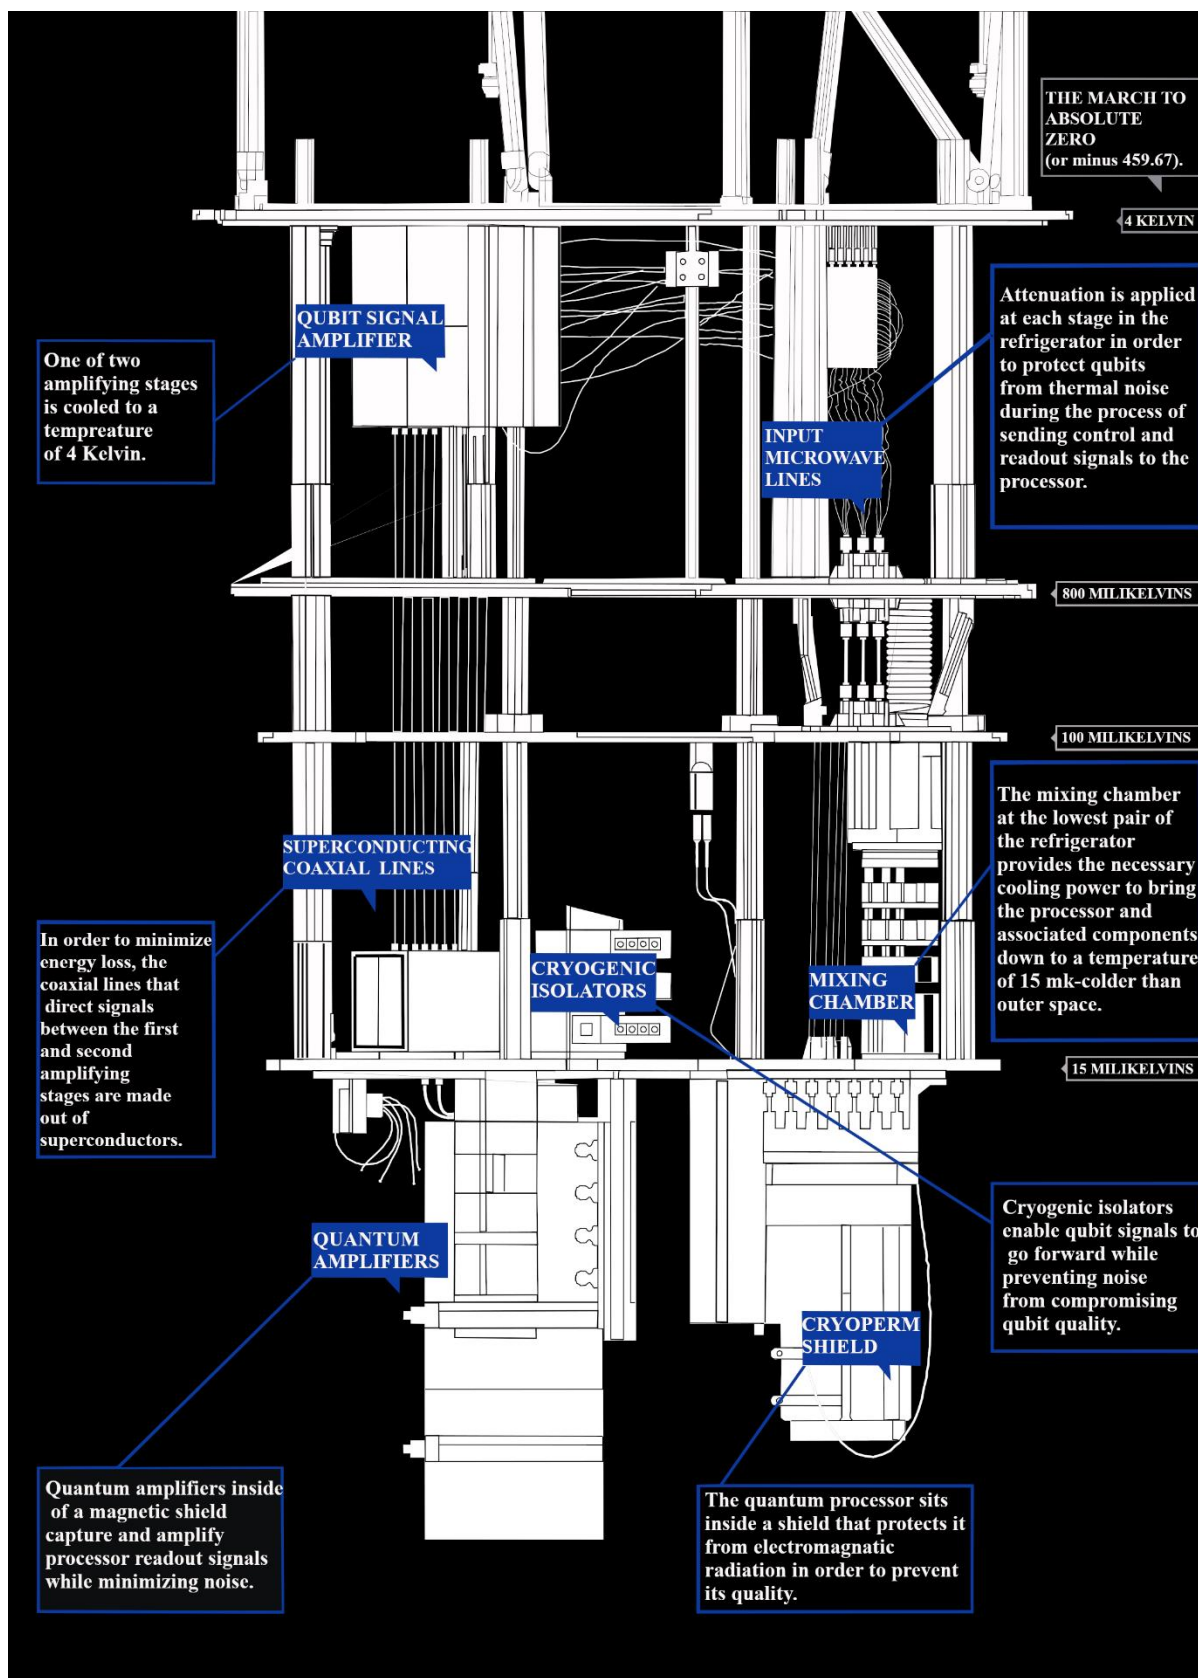 THE MARCH TO
ABSOLUTE
ZERO
(or minus 459.67).
4 KELVIN
QUBIT SIGNAL
AMPLIFIER
One of two
amplifying stages
is cooled to a
tempreature
of 4 Kelvin.
Attenuation is applied
at each stage in the
refrigerator in order
to protect qubits
from thermal noise
during the process of
sending control and
readout signals to the
processor.
INPUT
MICROWAVE
LINES
800 MILIKELVINS
100 MILIKELVINS
The mixing chamber
at the lowest pair of
the refrigerator
provides the necessary
cooling power to bring
the processor and
associated components
down to a temperature
of 15 mk-colder than
outer space.
SUPERCONDUCTING
COAXIAL LINES
In order to minimize
energy loss, the
coaxial lines that
direct signals
between the first
and second
amplifying
stages are made
out of
superconductors.
CRYOGENIC
ISOLATORS
MIXING
CHAMBER
15 MILIKELVINS
Cryogenic isolators
enable qubit signals to
go forward while
preventing noise
from compromising
qubit quality.
QUANTUM
AMPLIFIERS
CRYOPERM
SHIELD
Quantum amplifiers inside
of a magnetic shield
capture and amplify
processor readout signals
while minimizing noise.
The quantum processor sits
inside a shield that protects it
from electromagnetic
radiation in order to prevent
its quality.